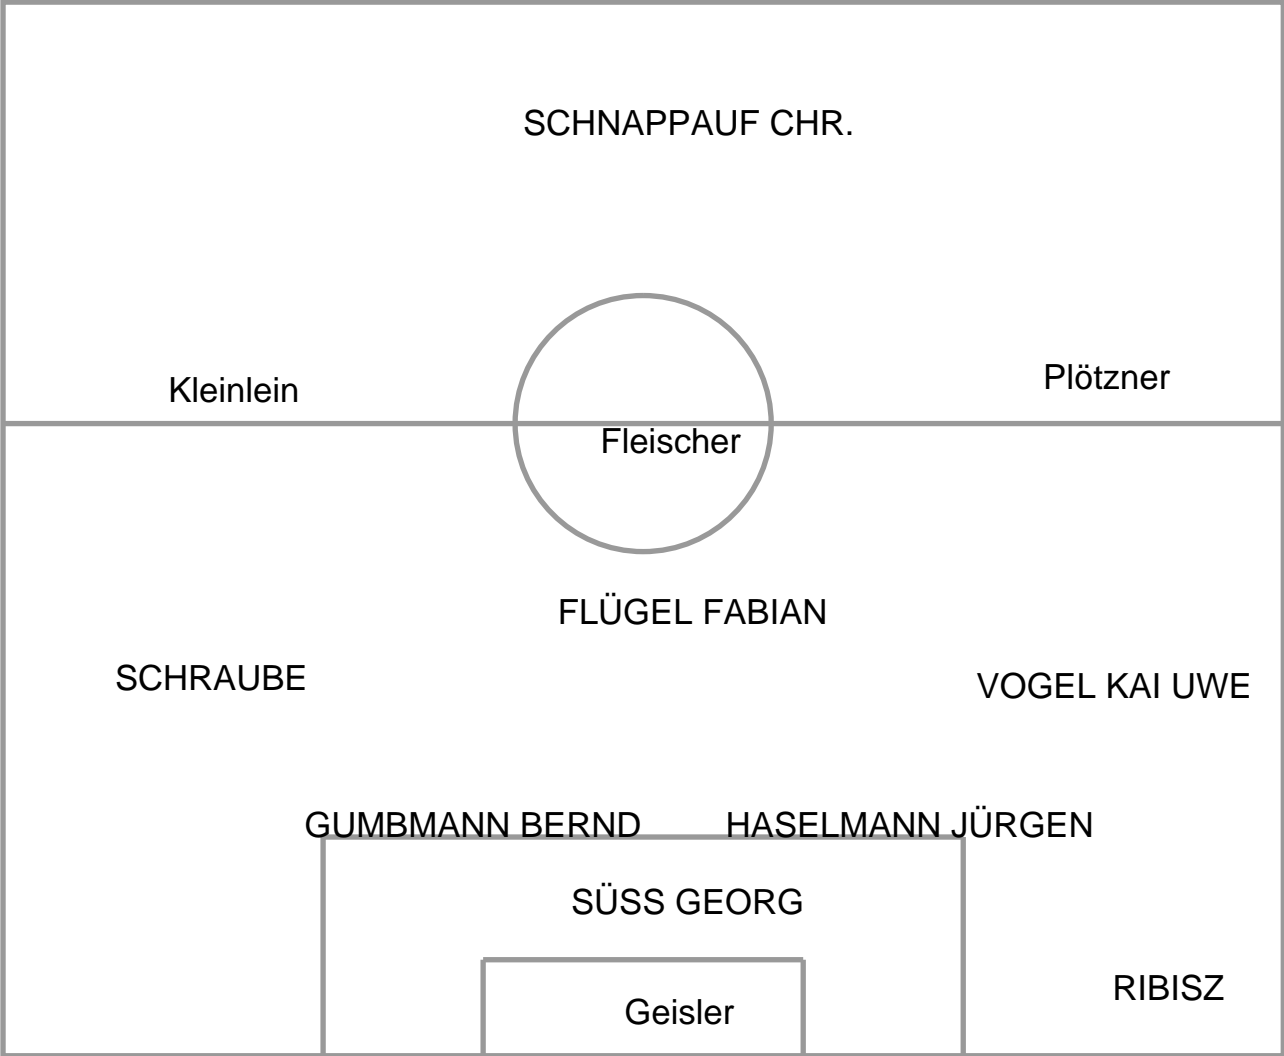 SCHNAPPAUF CHR.
Kleinlein
Plötzner
Fleischer
FLÜGEL FABIAN
SCHRAUBE
VOGEL KAI UWE
GUMBMANN BERND
HASELMANN JÜRGEN
SÜSS GEORG
RIBISZ
Geisler